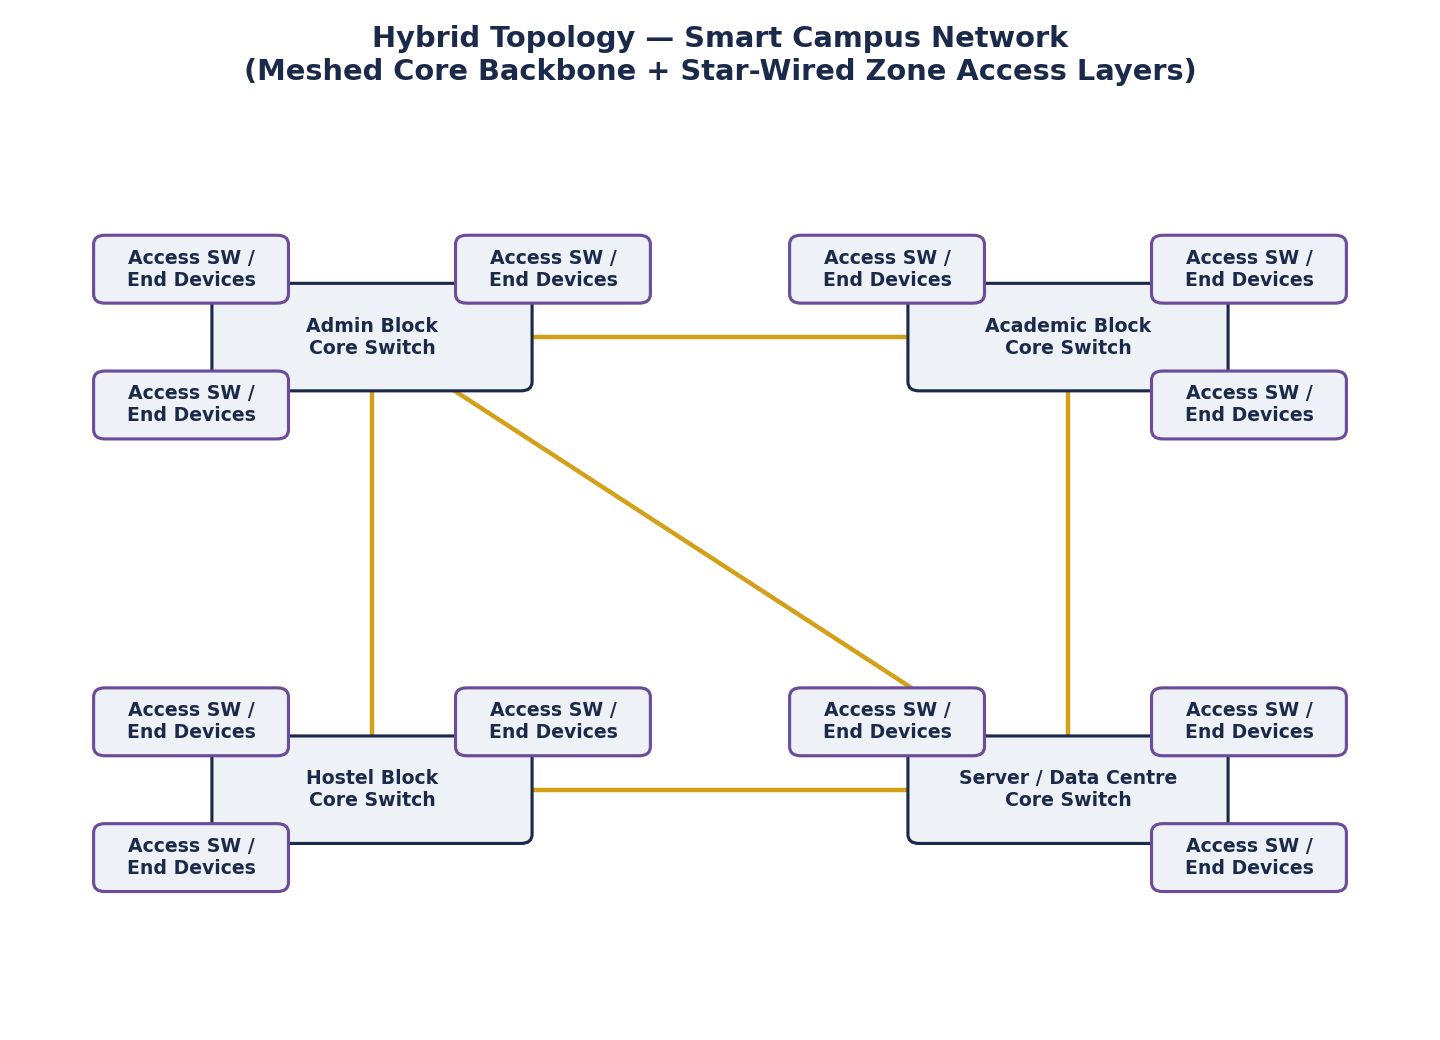 Hybrid Topology — Smart Campus Network
(Meshed Core Backbone + Star-Wired Zone Access Layers)
Access SW /
End Devices
Access SW /
End Devices
Access SW /
End Devices
Access SW /
End Devices
Admin Block
Core Switch
Academic Block
Core Switch
Access SW /
End Devices
Access SW /
End Devices
Access SW /
End Devices
Access SW /
End Devices
Access SW /
End Devices
Access SW /
End Devices
Hostel Block
Core Switch
Server / Data Centre
Core Switch
Access SW /
End Devices
Access SW /
End Devices